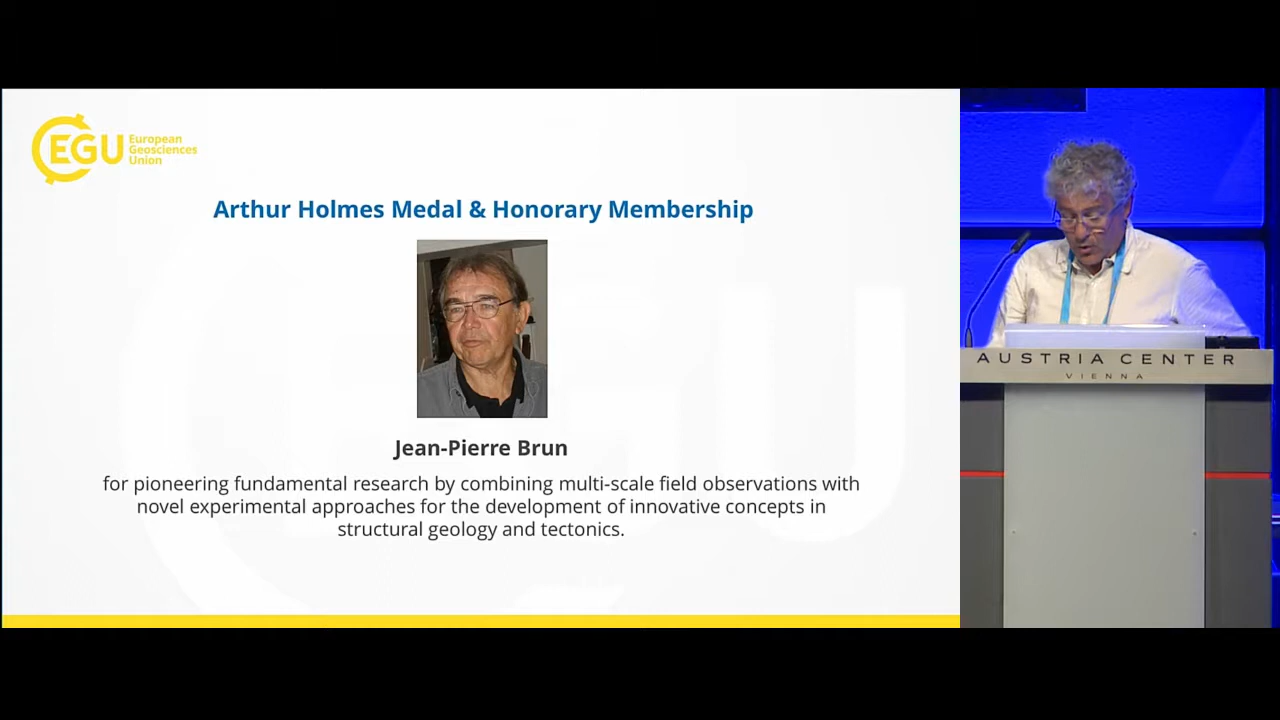 EGU European
Geosciences
Union
Arthur Holmes Medal & Honorary Membership
Jean-Pierre Brun
for pioneering fundamental research by combining multi-scale field observations with
novel experimental approaches for the development of innovative concepts in
structural geology and tectonics.
AUSTRIA CENTER
VIENNA